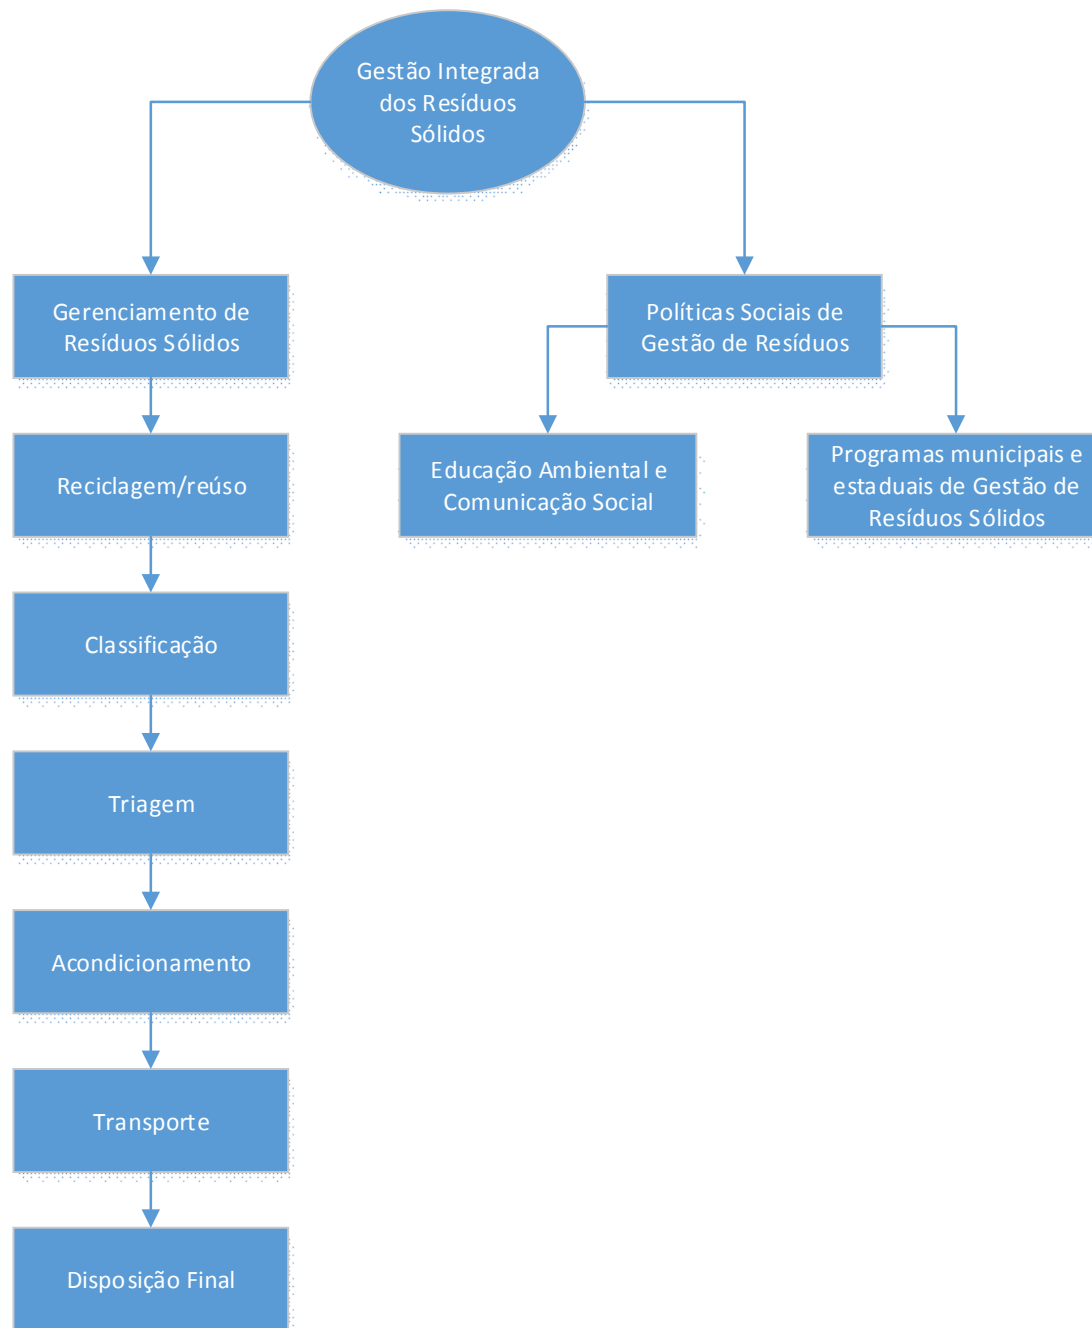 Gestão Integrada
dos Resíduos
Sólidos
Gerenciamento de
Resíduos Sólidos
Políticas Sociais de
Gestão de Resíduos
Reciclagem/reúso
Educação Ambiental e
Comunicação Social
Programas municipais e
estaduais de Gestão de
Resíduos Sólidos
Classificação
Triagem
Acondicionamento
Transporte
Disposição Final